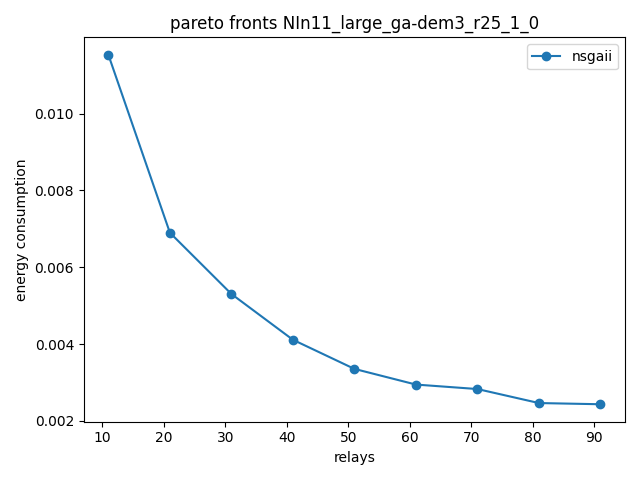 pareto fronts NIn11_large_ga-dem3_r25_1_0
nsgaii
energy consumption
0.010
0.008
0.006
0.004
0.002
10 20 30 40 50 60 70 80 90
relays